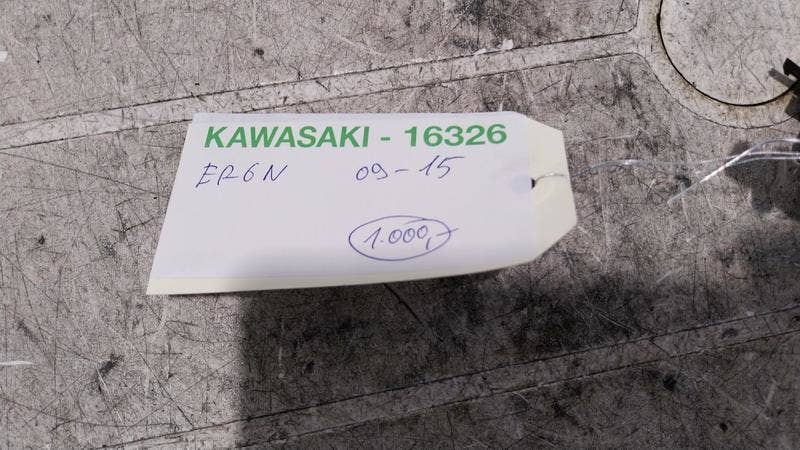 KAWASAKI - 16326
ER6N 09-15
1.000,-